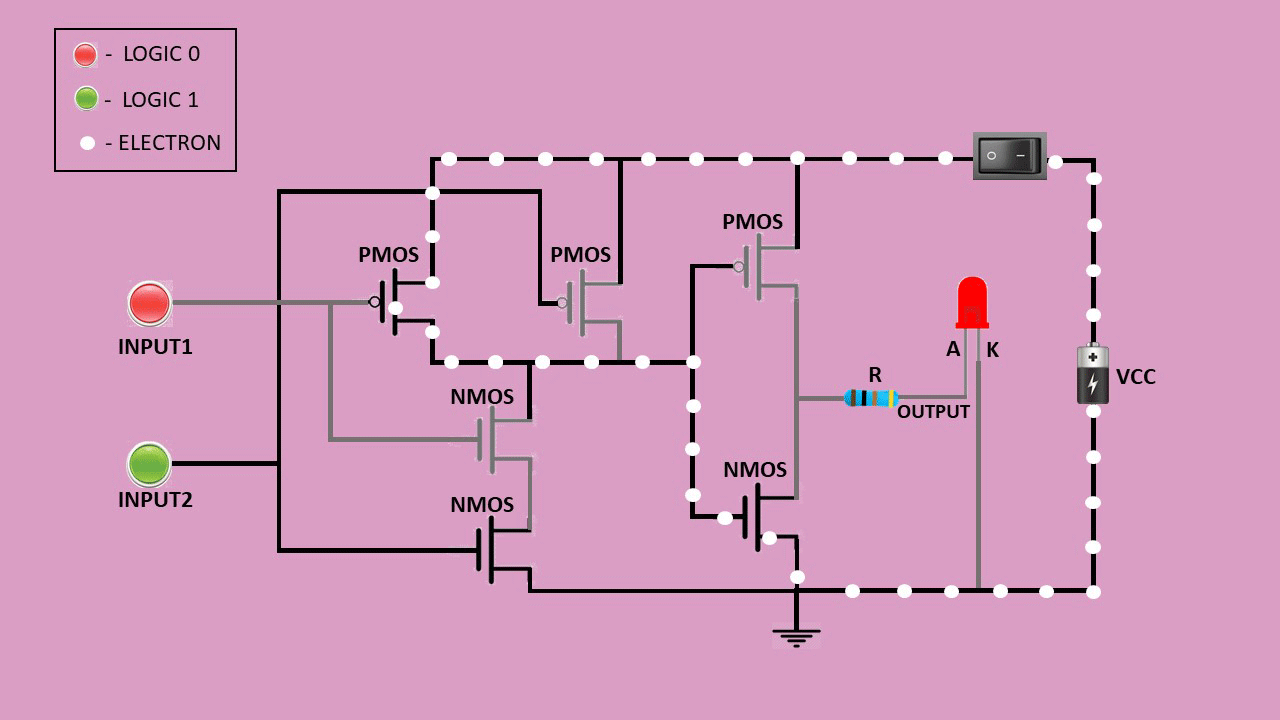 - LOGIC 0
- LOGIC 1
- ELECTRON
PMOS
PMOS
PMOS
INPUT1
A
K
VCC
R
NMOS
OUTPUT
INPUT2
NMOS
NMOS